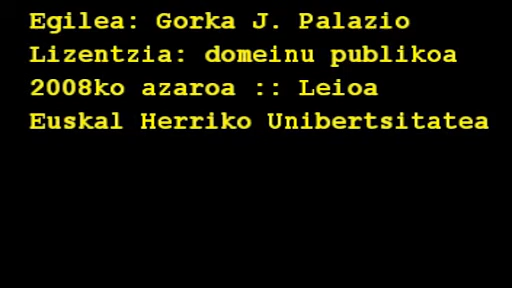 Egilea: Gorka J. Palazio
Lizentzia: domeinu publikoa
2008ko azaroa :: Leioa
Euskal Herriko Unibertsitatea